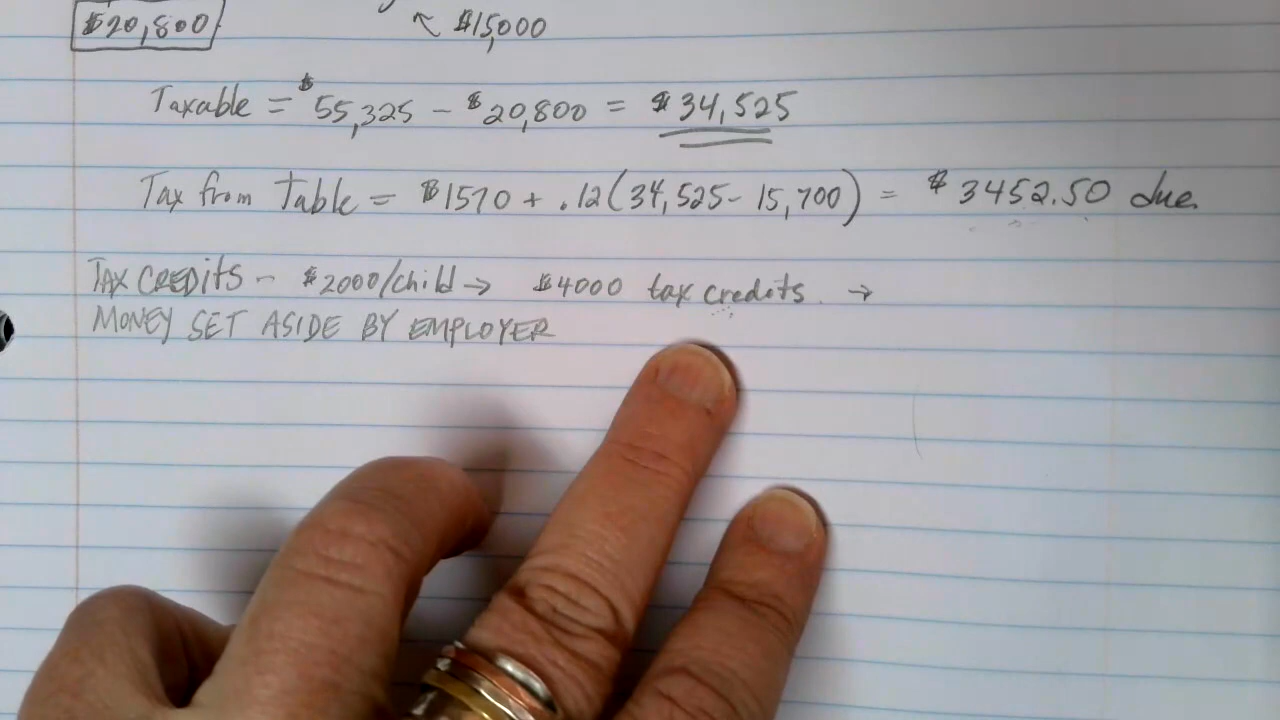 $20,800 ↖ $15,000
Taxable = $55,325 - $20,800 = $34,525
Tax from Table = $1570 + .12(34,525 - 15,700) = $3452.50 due
TAX CREDITS - $2000/child → $4000 tax credits →
MONEY SET ASIDE BY EMPLOYER